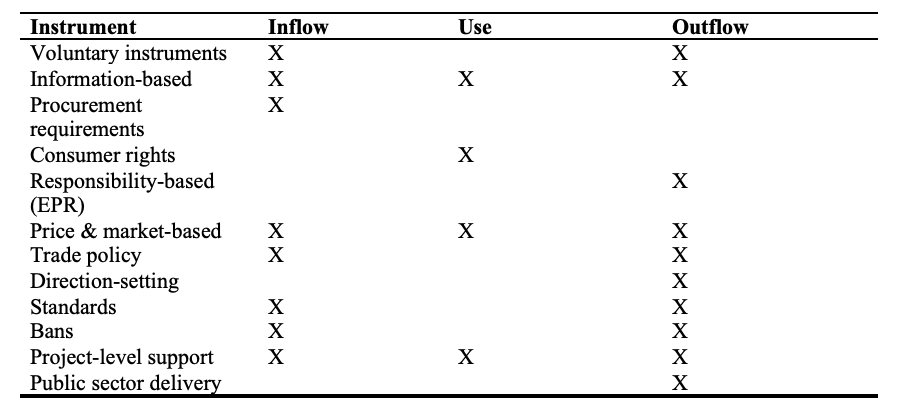 Instrument Inflow Use Outflow
Voluntary instruments X X
Information-based X X X
Procurement X
requirements
Consumer rights X
Responsibility-based X
(EPR)
Price & market-based X X X
Trade policy X X
Direction-setting X
Standards X X
Bans X X
Project-level support X X X
Public sector delivery X